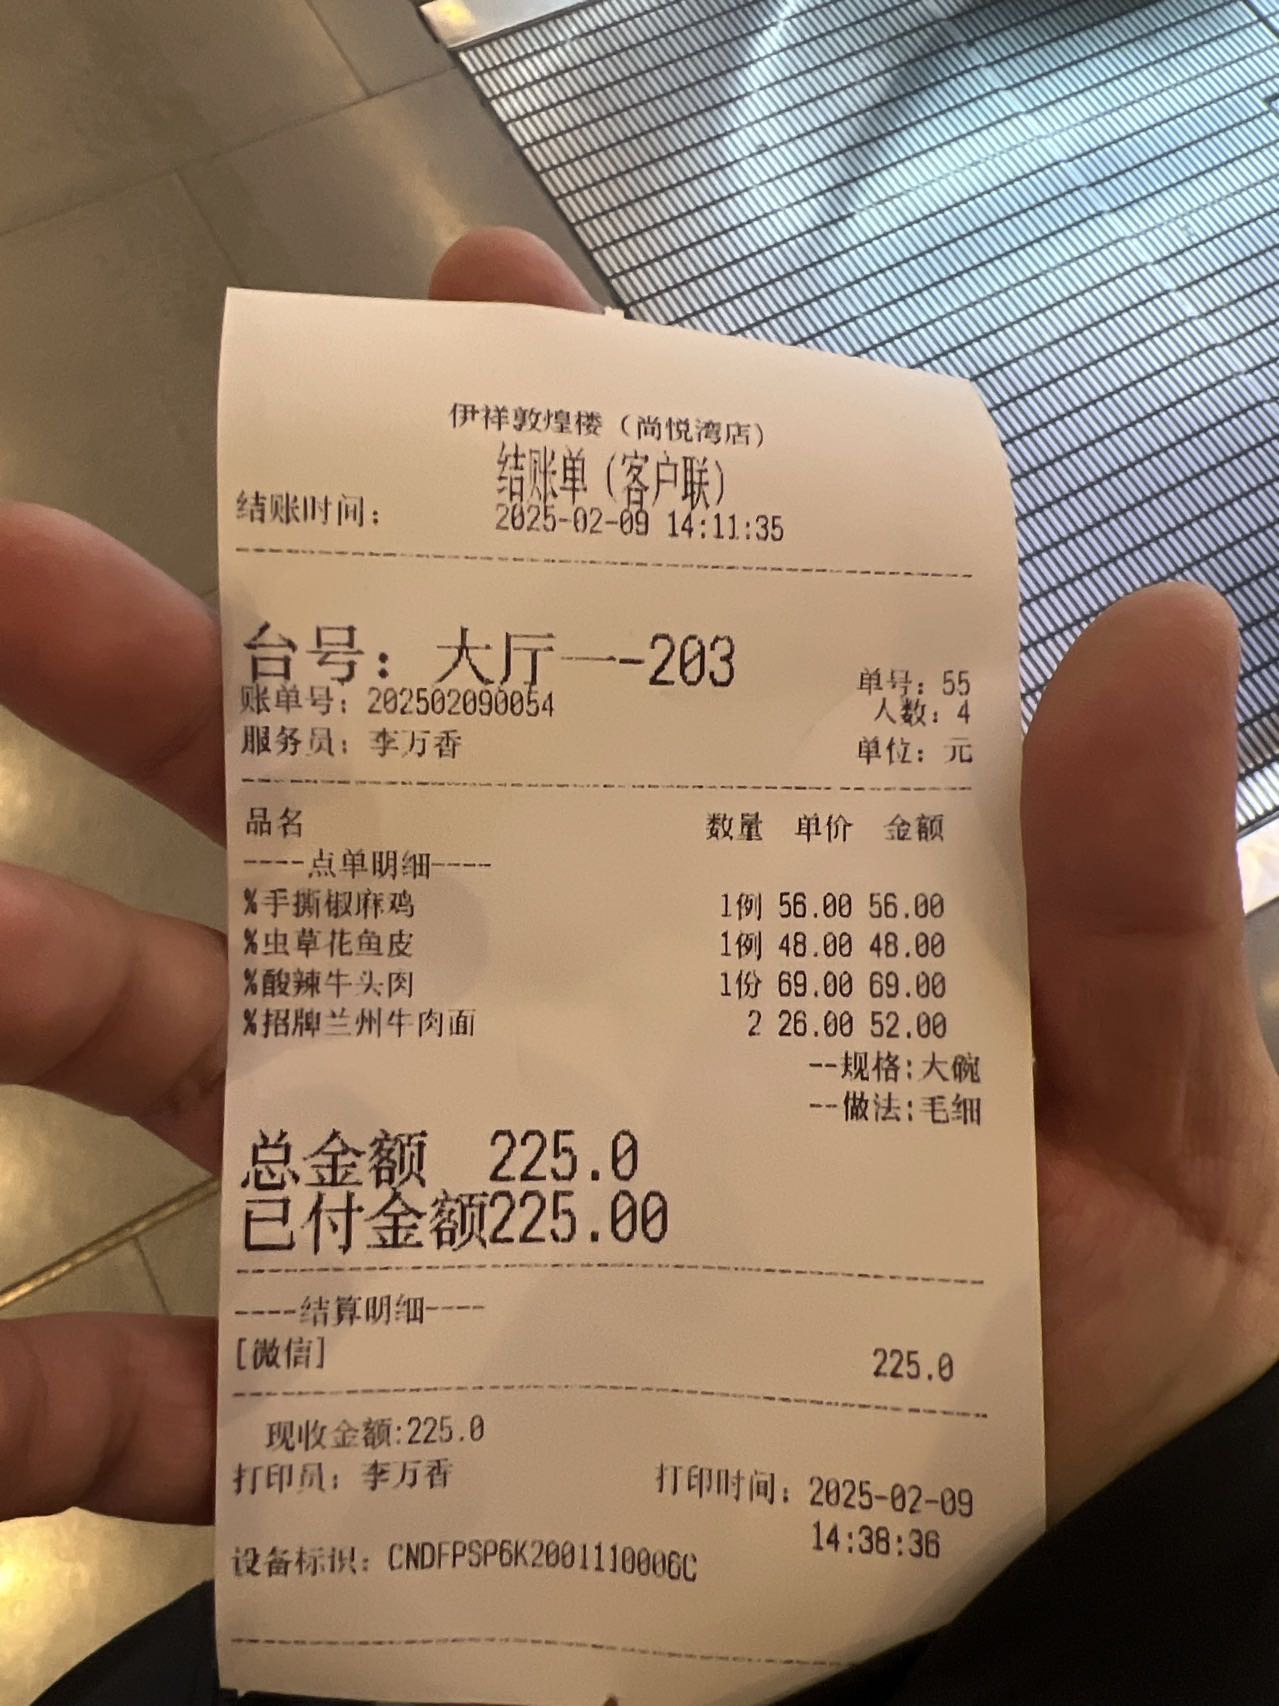 伊祥敦煌楼（尚悦湾店）
结账单（客户联）
结账时间： 2025-02-09 14:11:35
台号：大厅一-203
单号：55
账单号：202502090054
人数：4
服务员：李万香
单位：元
品名 数量 单价 金额
----点单明细----
%手撕椒麻鸡 1例 56.00 56.00
%虫草花鱼皮 1例 48.00 48.00
%酸辣牛头肉 1份 69.00 69.00
%招牌兰州牛肉面 2 26.00 52.00
--规格:大碗
--做法:毛细
总金额 225.0
已付金额225.00
----结算明细----
[微信] 225.0
现收金额:225.0
打印员：李万香 打印时间：2025-02-09
14:38:36
设备标识：CNDFPSP6K2001110006C